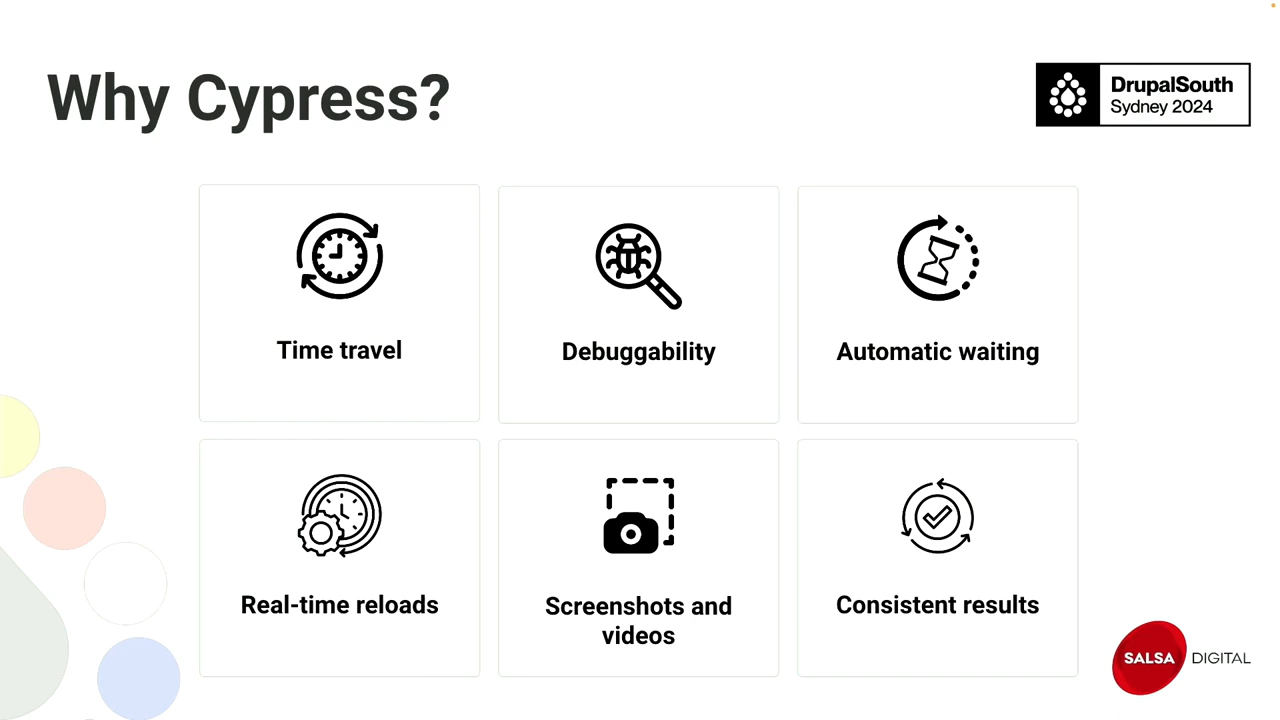 Why Cypress?
DrupalSouth
Sydney 2024
Time travel
Debuggability
Automatic waiting
Real-time reloads
Screenshots and
videos
Consistent results
SALSA DIGITAL